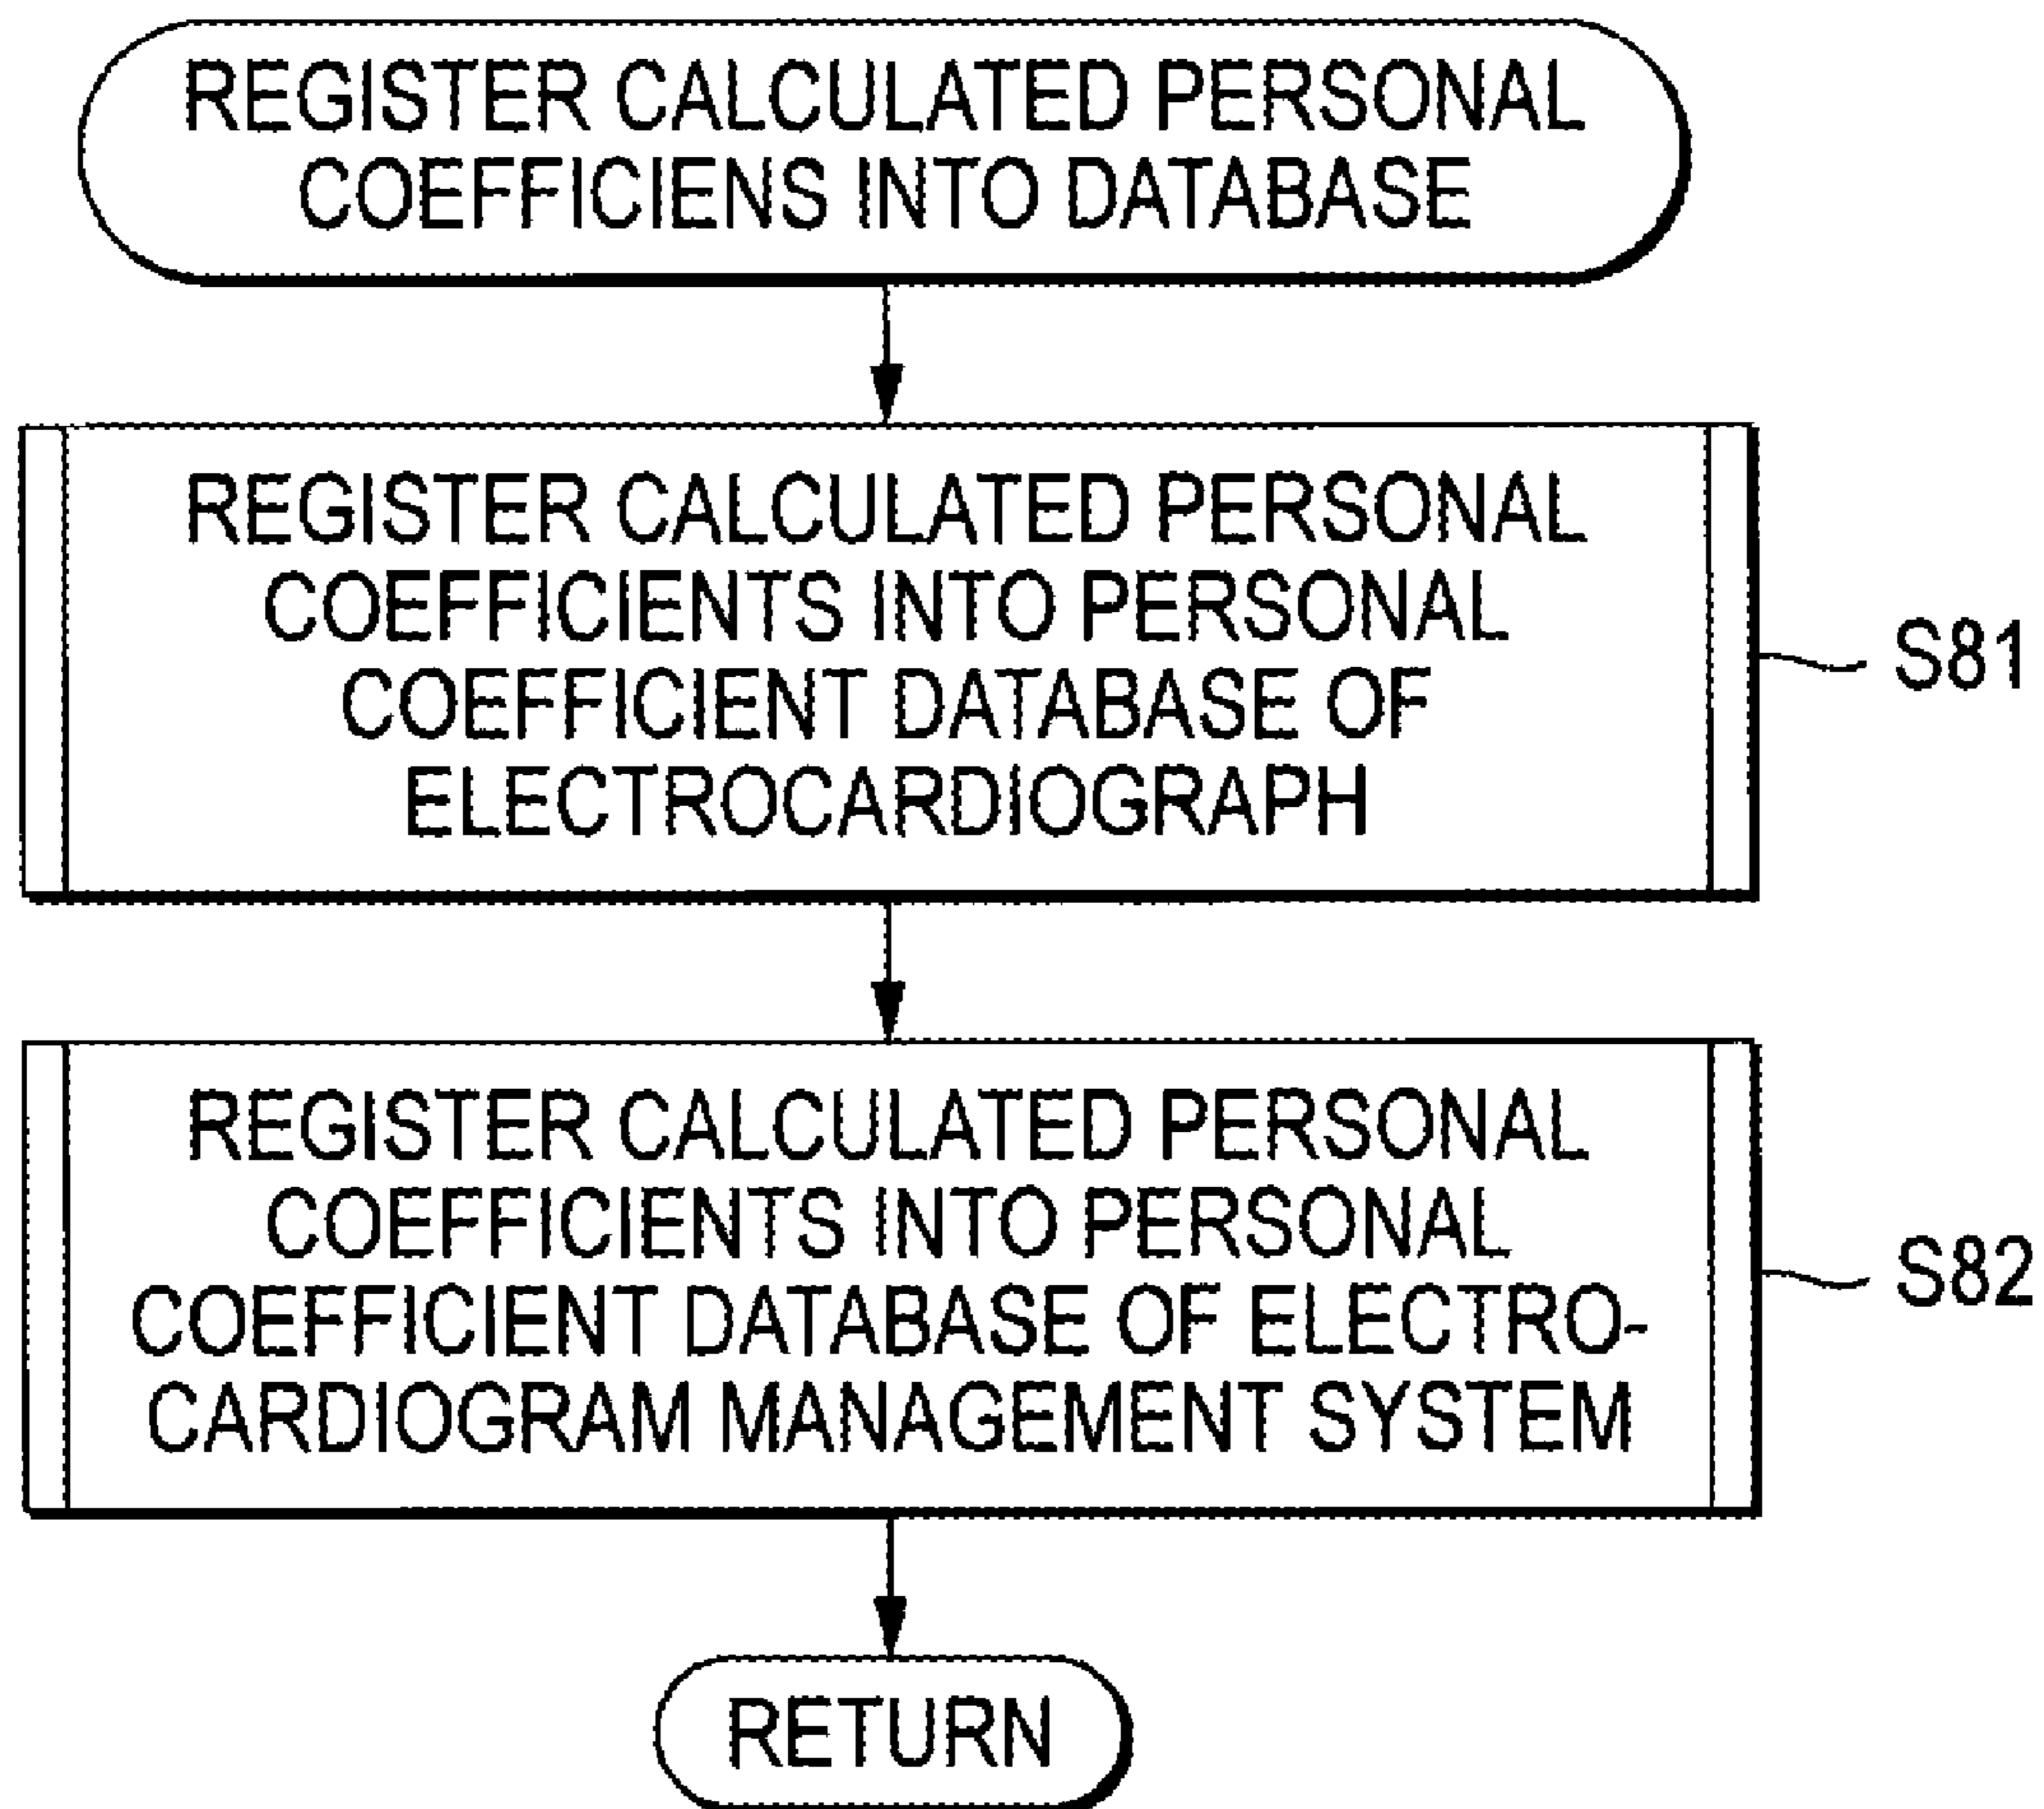 REGISTER CALCULATED PERSONAL
COEFFICIENS INTO DATABASE
REGISTER CALCULATED PERSONAL
COEFFICIENTS INTO PERSONAL
COEFFICIENT DATABASE OF
ELECTROCARDIOGRAPH
S81
REGISTER CALCULATED PERSONAL
COEFFICIENTS INTO PERSONAL
COEFFICIENT DATABASE OF ELECTRO-
CARDIOGRAM MANAGEMENT SYSTEM
S82
RETURN